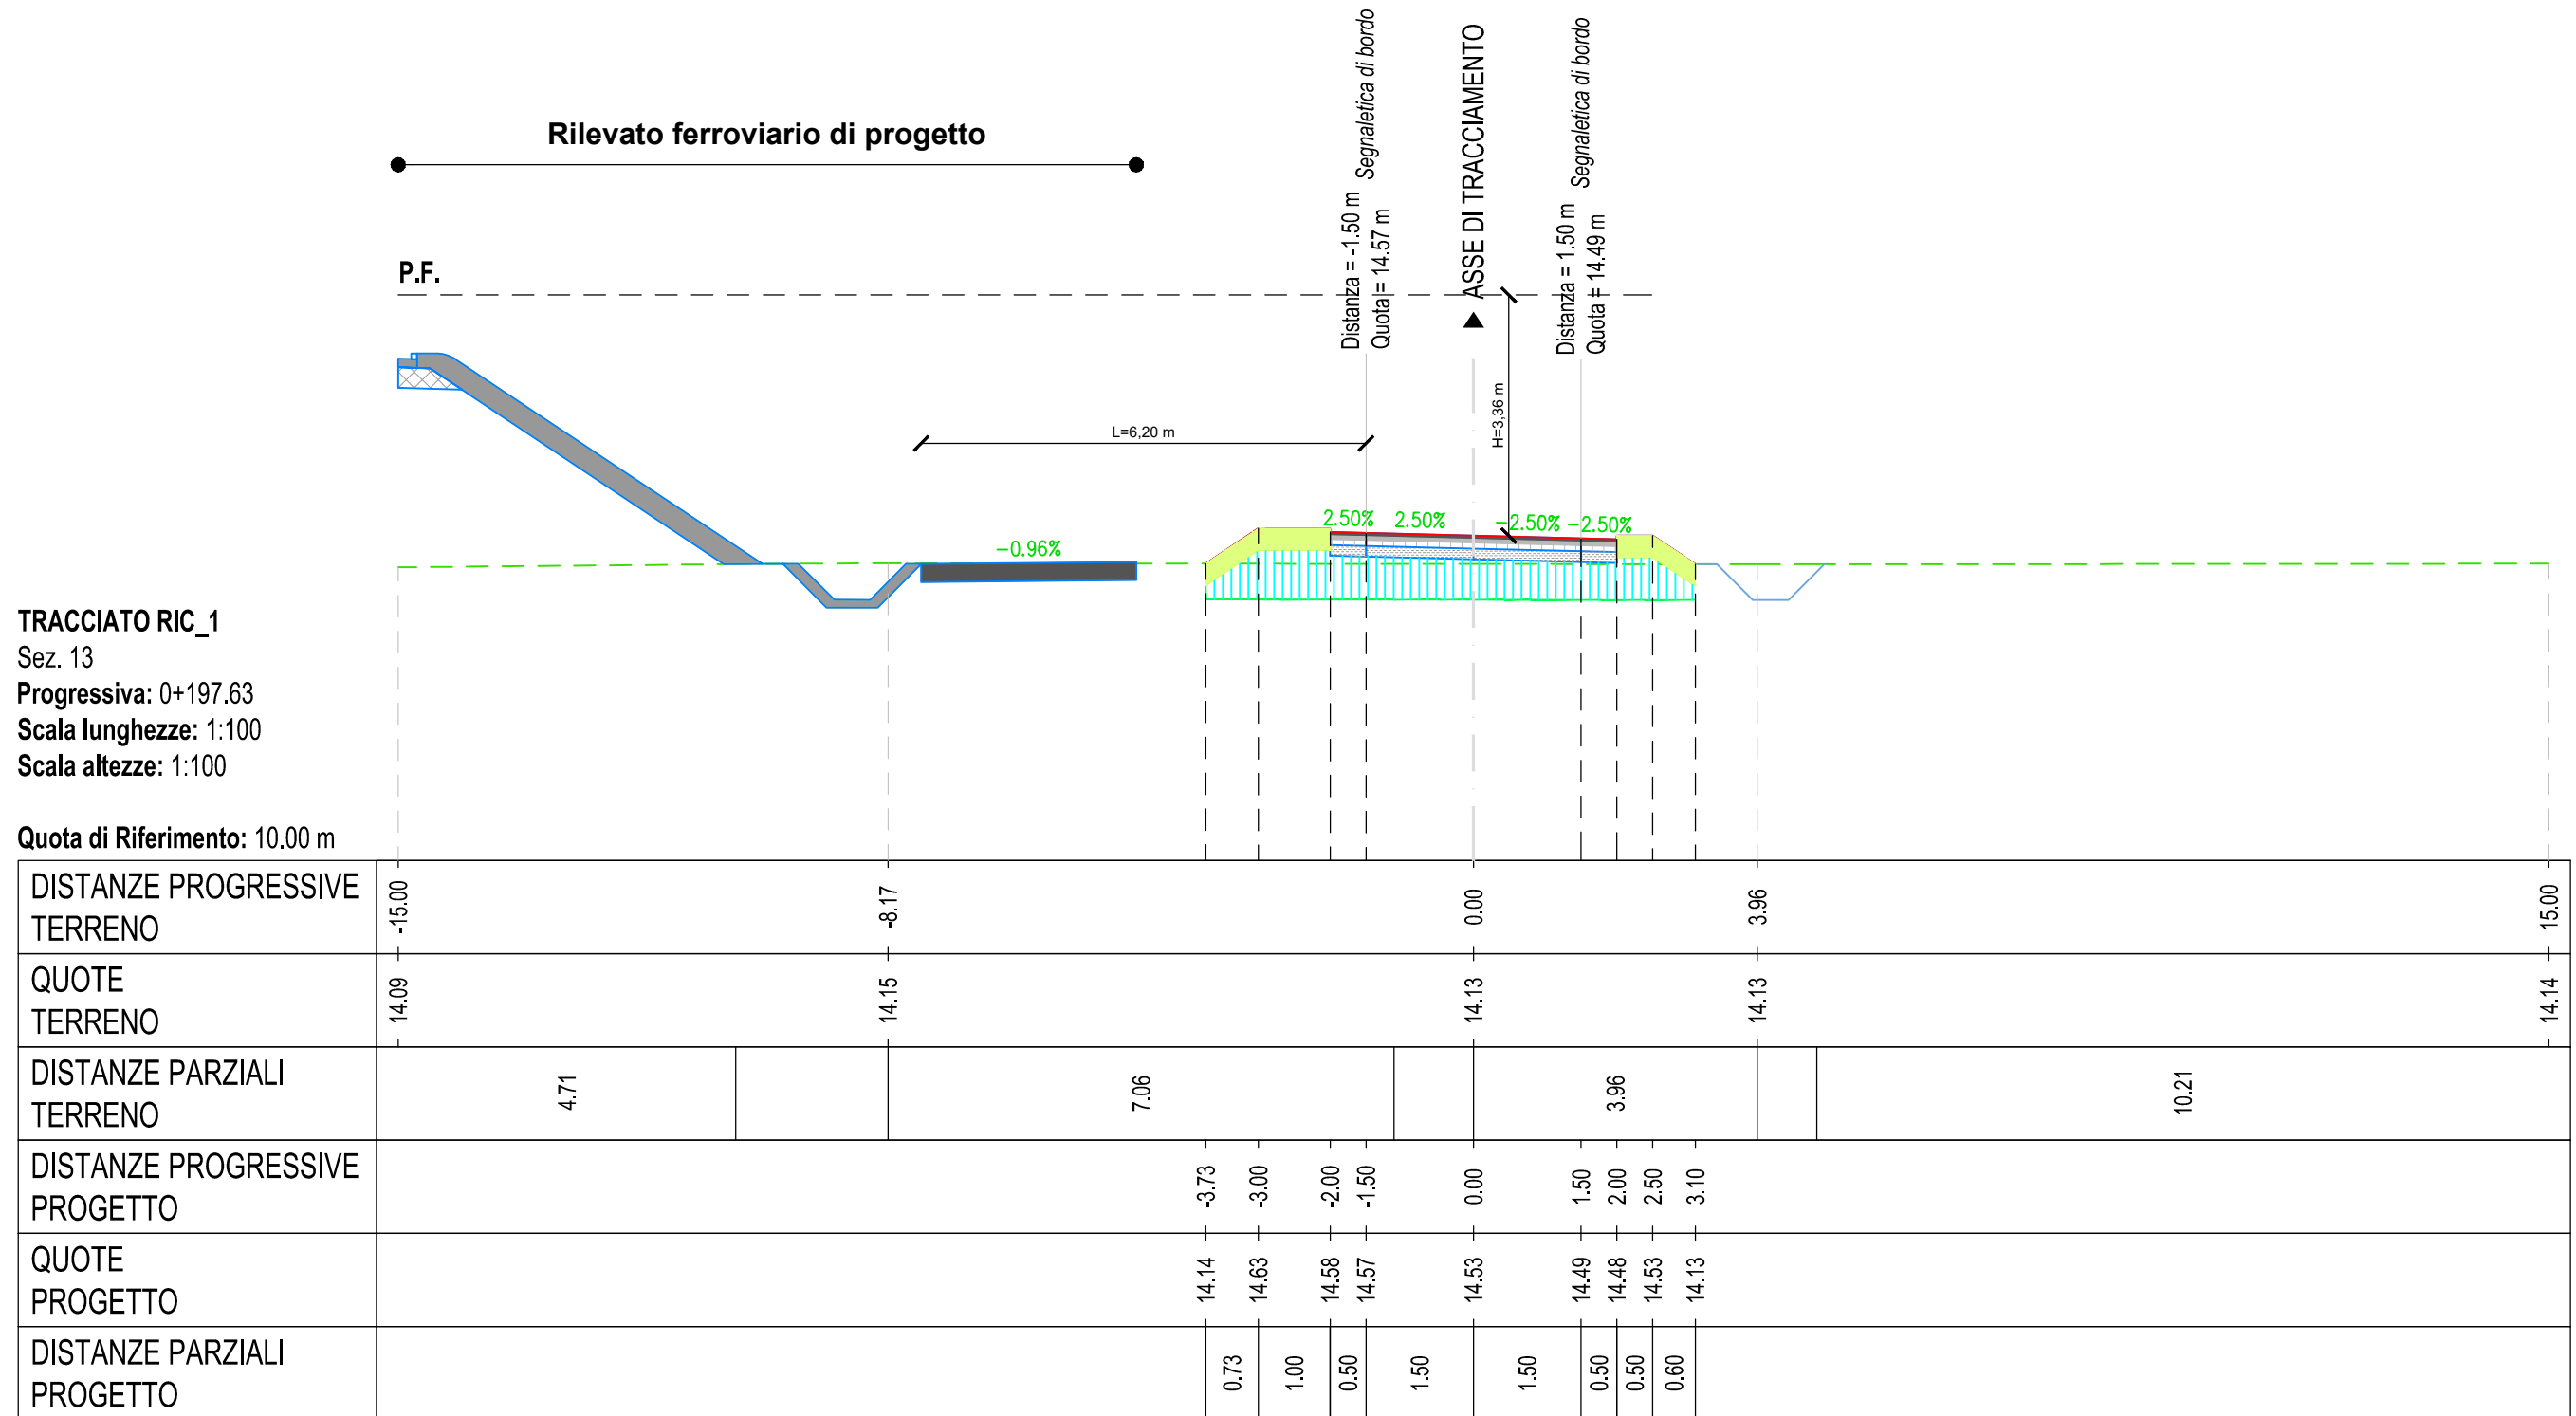 Rilevato ferroviario di progetto
P.F.
Distanza = -1.50 m
Segnaletica di bordo
Quota = 14.57 m
ASSE DI TRACCIAMENTO
Distanza = 1.50 m
Segnaletica di bordo
Quota = 14.49 m
L=6,20 m
H=3,36 m
2.50% 2.50% -2.50% -2.50%
-0.96%
TRACCIATO RIC_1
Sez. 13
Progressiva: 0+197.63
Scala lunghezze: 1:100
Scala altezze: 1:100
Quota di Riferimento: 10.00 m
DISTANZE PROGRESSIVE
TERRENO
-15.00 -8.17 0.00 3.96 15.00
QUOTE
TERRENO
14.09 14.15 14.13 14.13 14.14
DISTANZE PARZIALI
TERRENO
4.71 7.06 3.96 10.21
DISTANZE PROGRESSIVE
PROGETTO
-3.73 -3.00 -2.00 -1.50 0.00 1.50 2.00 2.50 3.10
QUOTE
PROGETTO
14.14 14.63 14.58 14.57 14.53 14.49 14.48 14.53 14.13
DISTANZE PARZIALI
PROGETTO
0.73 1.00 0.50 1.50 1.50 0.50 0.50 0.60